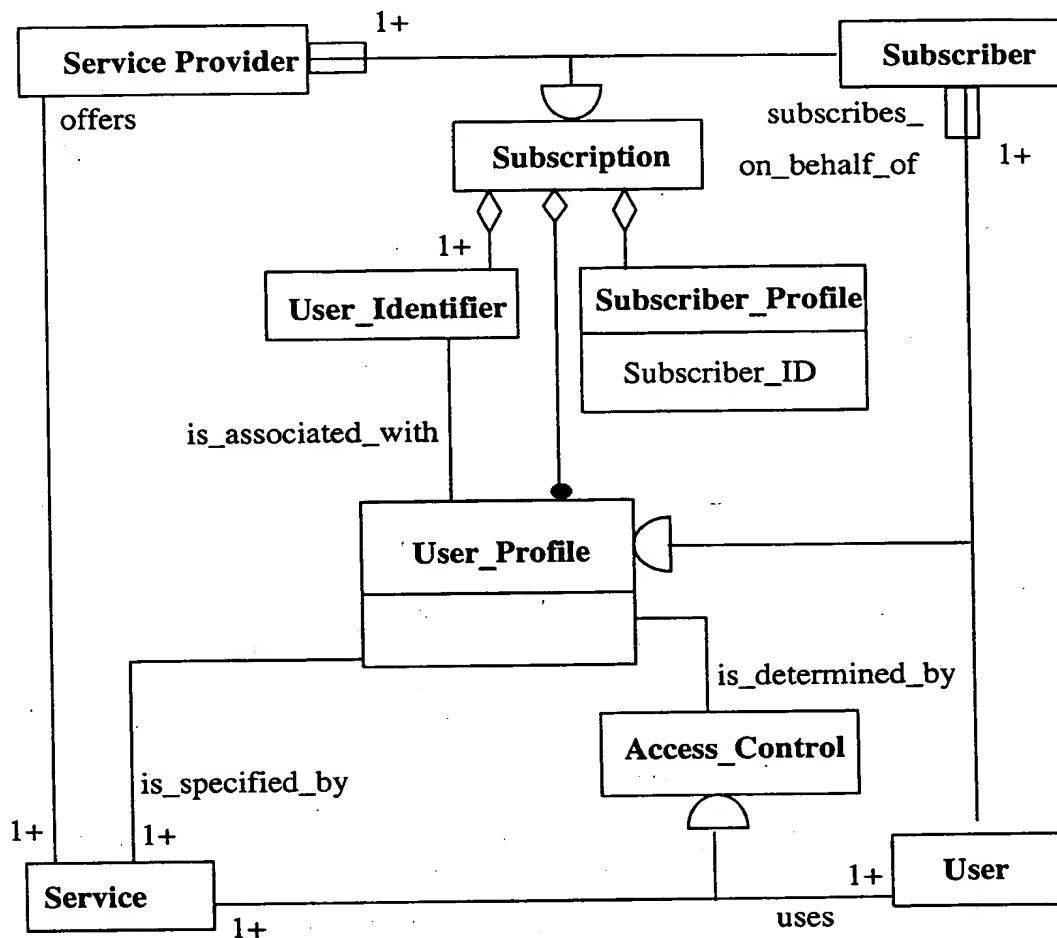 1+
Service Provider
Subscriber
offers
subscribes_
on_behalf_of
1+
Subscription
1+
User_Identifier
Subscriber_Profile
Subscriber_ID
is_associated_with
User_Profile
is_determined_by
Access_Control
is_specified_by
1+
1+
Service
1+
uses
1+
User